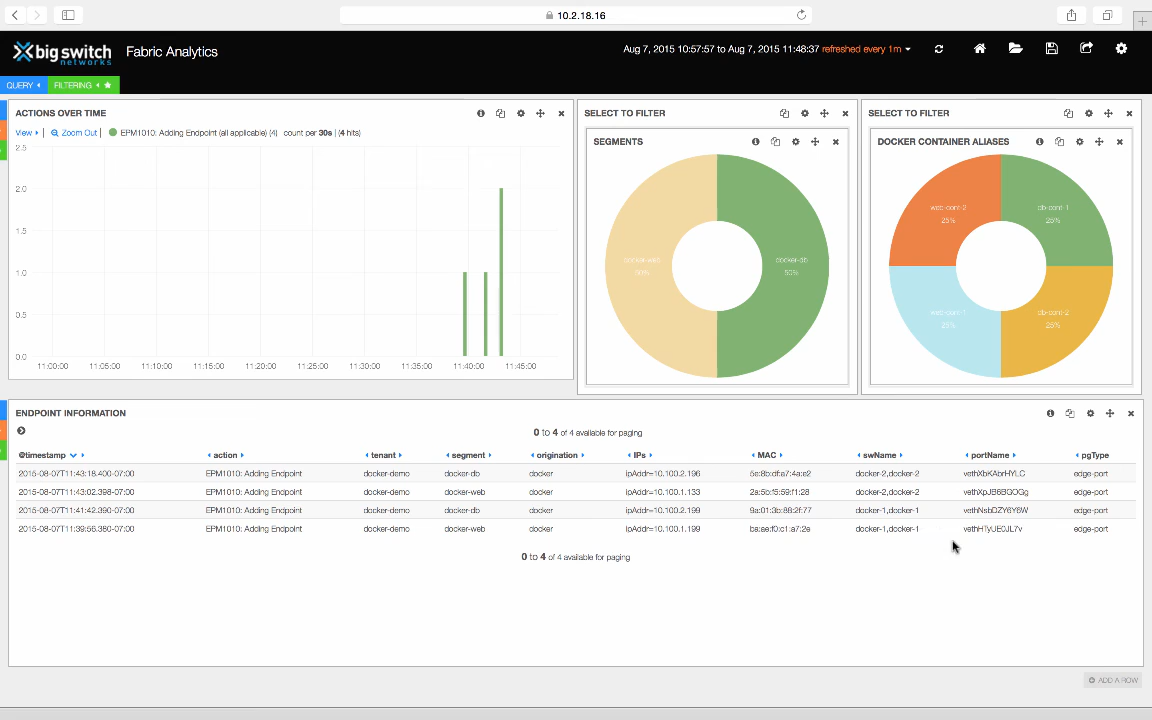 10.2.18.16
big switch networks Fabric Analytics
Aug 7, 2015 10:57:57 to Aug 7, 2015 11:48:37 refreshed every 1m
QUERY FILTERING
ACTIONS OVER TIME
View | Zoom Out | EPM1010: Adding Endpoint (all applicable) (4) count per 30s | (4 hits)
2.5
2.0
1.5
1.0
0.5
0.0
11:00:00 11:05:00 11:10:00 11:15:00 11:20:00 11:25:00 11:30:00 11:35:00 11:40:00 11:45:00
SELECT TO FILTER
SEGMENTS
docker-web
50%
docker-db
50%
SELECT TO FILTER
DOCKER CONTAINER ALIASES
web-cont-2
25%
db-cont-1
25%
web-cont-1
25%
db-cont-2
25%
ENDPOINT INFORMATION
0 to 4 of 4 available for paging
@timestamp action tenant segment origination IPs MAC swName portName pgType
2015-08-07T11:43:18.400-07:00 EPM1010: Adding Endpoint docker-demo docker-db docker ipAddr=10.100.2.196 5e:8b:df:a7:4a:e2 docker-2,docker-2 vethXbKAbrHYLC edge-port
2015-08-07T11:43:02.398-07:00 EPM1010: Adding Endpoint docker-demo docker-web docker ipAddr=10.100.1.133 2a:5b:f5:59:f1:28 docker-2,docker-2 vethXpJB6BGOGg edge-port
2015-08-07T11:41:42.390-07:00 EPM1010: Adding Endpoint docker-demo docker-db docker ipAddr=10.100.2.199 9a:01:3b:88:2f:77 docker-1,docker-1 vethNsbDZY6Y6W edge-port
2015-08-07T11:39:56.380-07:00 EPM1010: Adding Endpoint docker-demo docker-web docker ipAddr=10.100.1.199 ba:ae:f0:c1:a7:2e docker-1,docker-1 vethHTyUE0JL7v edge-port
0 to 4 of 4 available for paging
ADD A ROW